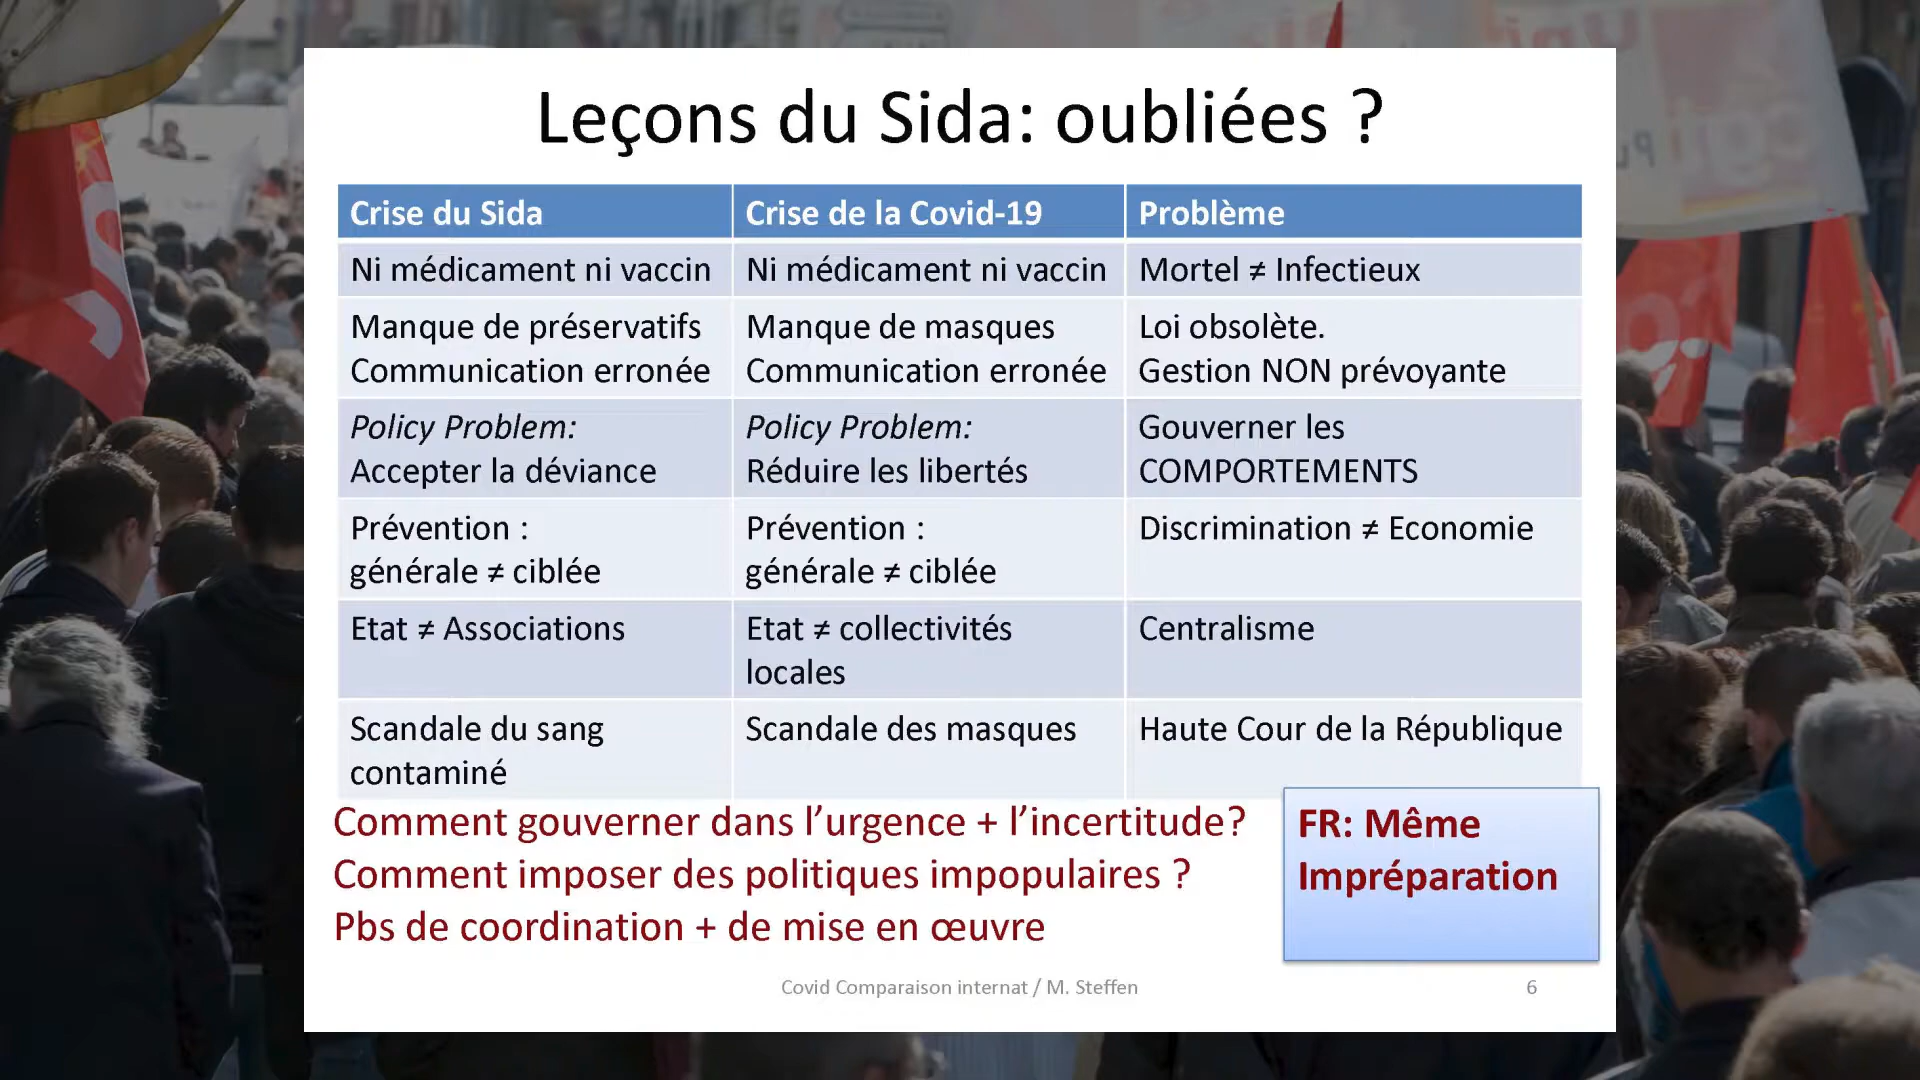 Leçons du Sida: oubliées ?
Crise du Sida
Crise de la Covid-19
Problème
Ni médicament ni vaccin
Ni médicament ni vaccin
Mortel ≠ Infectieux
Manque de préservatifs
Communication erronée
Manque de masques
Communication erronée
Loi obsolète.
Gestion NON prévoyante
Policy Problem:
Accepter la déviance
Policy Problem:
Réduire les libertés
Gouverner les
COMPORTEMENTS
Prévention :
générale ≠ ciblée
Prévention :
générale ≠ ciblée
Discrimination ≠ Economie
Etat ≠ Associations
Etat ≠ collectivités
locales
Centralisme
Scandale du sang
contaminé
Scandale des masques
Haute Cour de la République
Comment gouverner dans l’urgence + l’incertitude?
Comment imposer des politiques impopulaires ?
Pbs de coordination + de mise en œuvre
FR: Même
Impréparation
Covid Comparaison internat / M. Steffen
6